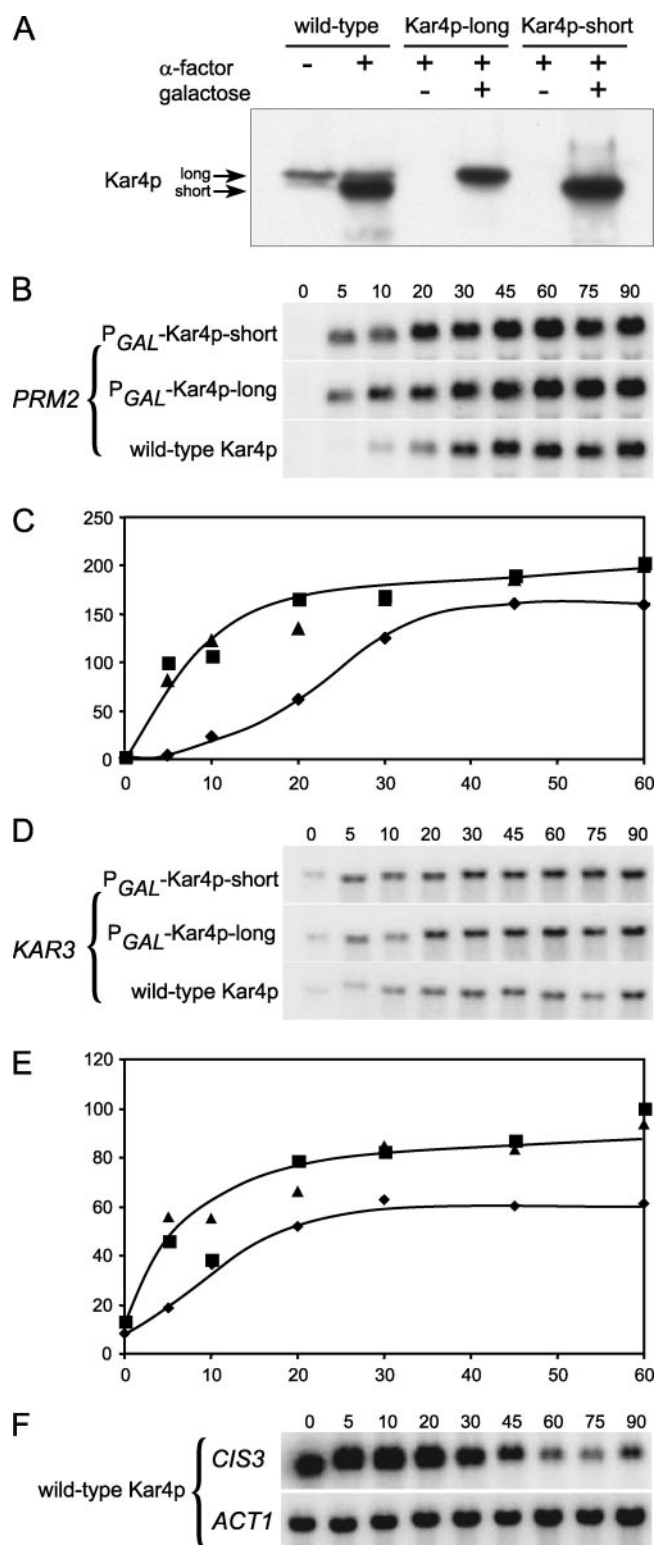 A
wild-type Kar4p-long Kar4p-short
α-factor - + + + + +
galactose - + - +
Kar4p long
short
B
0 5 10 20 30 45 60 75 90
PGAL-Kar4p-short
PRM2 PGAL-Kar4p-long
wild-type Kar4p
C
250
200
150
100
50
0
0 10 20 30 40 50 60
D
0 5 10 20 30 45 60 75 90
PGAL-Kar4p-short
KAR3 PGAL-Kar4p-long
wild-type Kar4p
E
120
100
80
60
40
20
0
0 10 20 30 40 50 60
F
0 5 10 20 30 45 60 75 90
wild-type Kar4p CIS3
ACT1